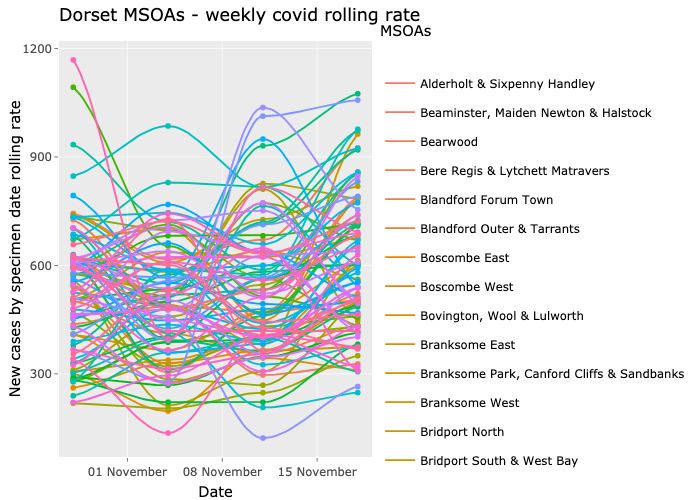 Dorset MSOAs - weekly covid rolling rate
MSOAs
1200
900
600
300
New cases by specimen date rolling rate
01 November
08 November
15 November
Date
Alderholt & Sixpenny Handley
Beaminster, Maiden Newton & Halstock
Bearwood
Bere Regis & Lytchett Matravers
Blandford Forum Town
Blandford Outer & Tarrants
Boscombe East
Boscombe West
Bovington, Wool & Lulworth
Branksome East
Branksome Park, Canford Cliffs & Sandbanks
Branksome West
Bridport North
Bridport South & West Bay